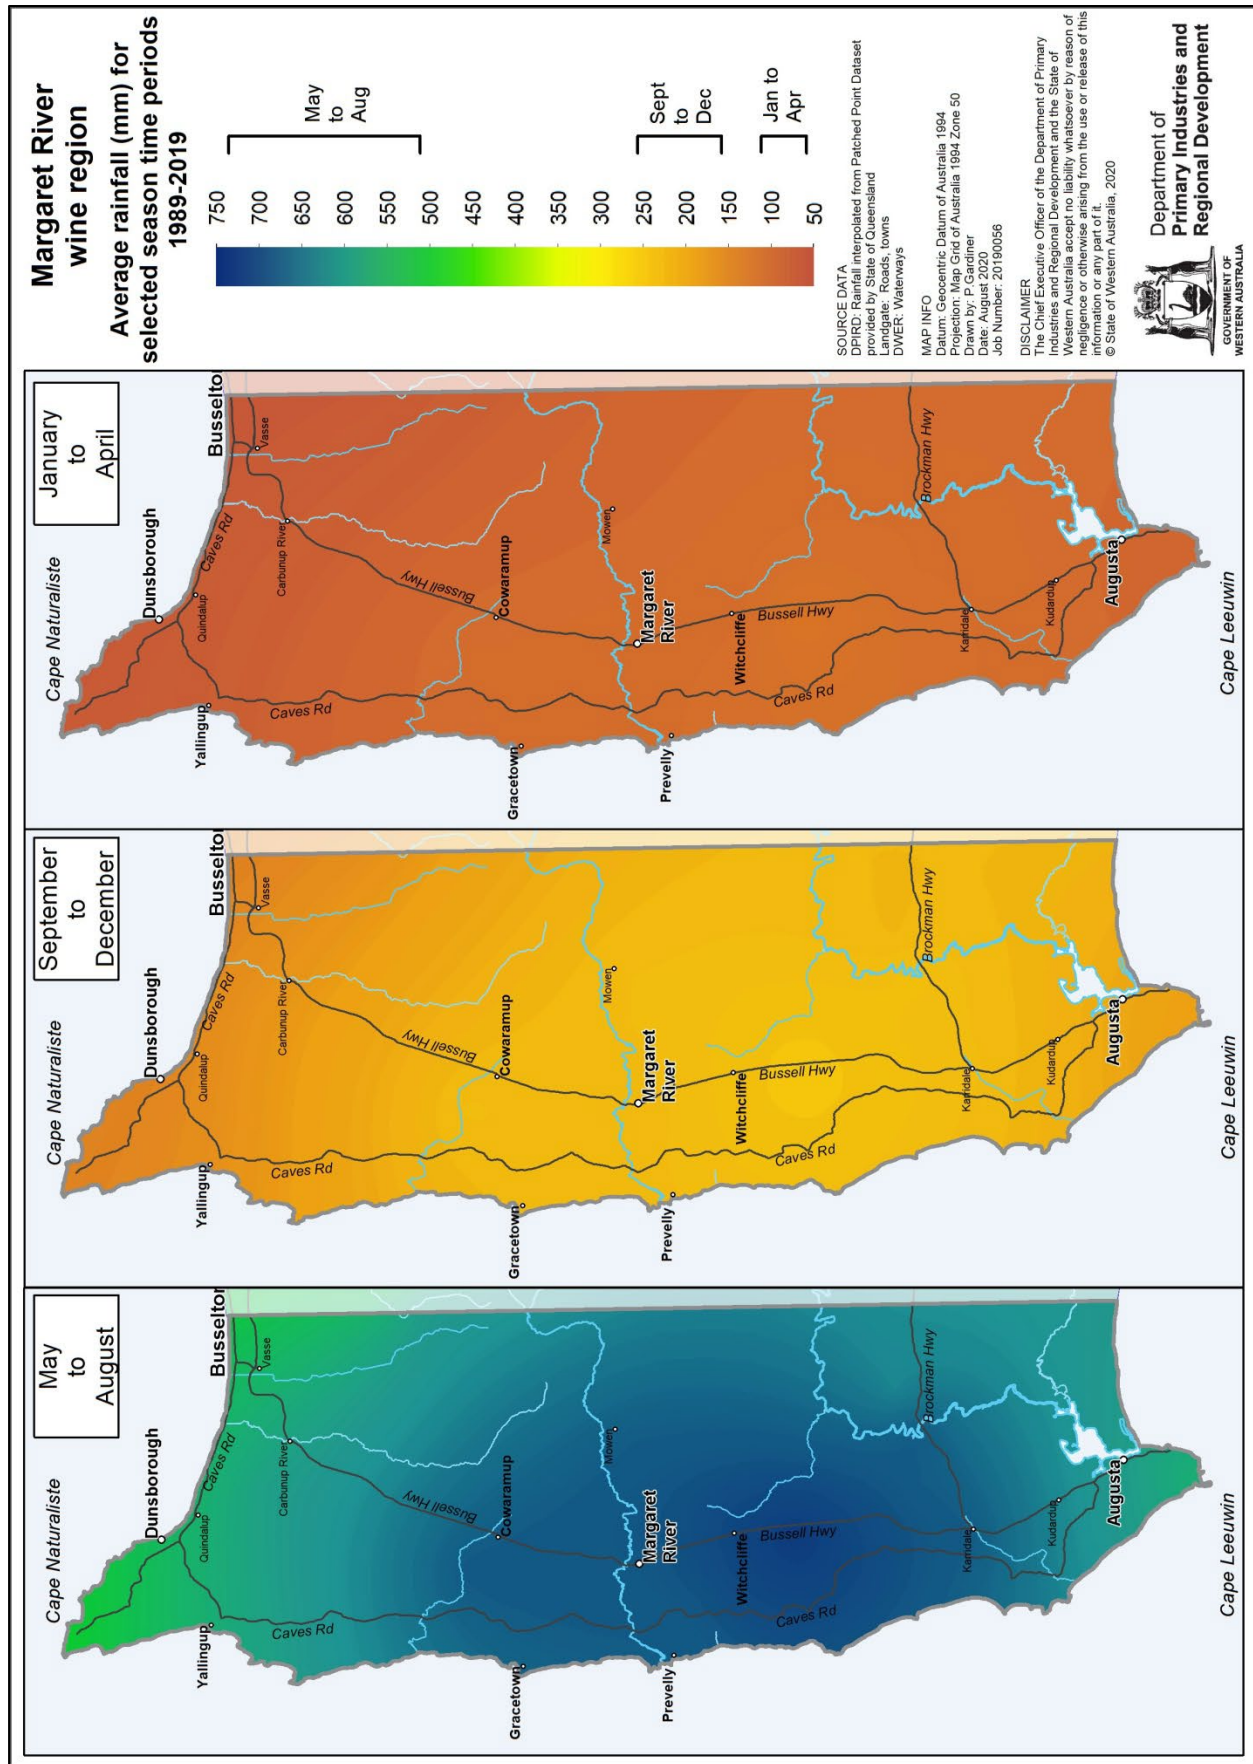 Margaret River
wine region
Average rainfall (mm) for
selected season time periods
1989-2019
750
700
650
600
550
500
450
400
350
300
250
200
150
100
50
May
to
Aug
Sept
to
Dec
Jan to
Apr
SOURCE DATA
DPIRD: Rainfall interpolated from Patched Point Dataset
provided by State of Queensland
Landgate: Roads, towns
DWER: Waterways
MAP INFO
Datum: Geocentric Datum of Australia 1994
Projection: Map Grid of Australia 1994 Zone 50
Drawn by: P.Gardiner
Date: August 2020
Job Number: 20190056
DISCLAIMER
The Chief Executive Officer of the Department of Primary
Industries and Regional Development and the State of
Western Australia accept no liability whatsoever by reason of
negligence or otherwise arising from the use or release of this
information or any part of it.
© State of Western Australia, 2020
GOVERNMENT OF
WESTERN AUSTRALIA
Department of
Primary Industries and
Regional Development
May
to
August
Cape Naturaliste
Dunsborough
Busselton
Vasse
Caves Rd
Quindalup
Yallingup
Carbunup River
Caves Rd
Bussell Hwy
Cowaramup
Gracetown
Mowen
Margaret
River
Prevelly
Witchcliffe
Bussell Hwy
Caves Rd
Brockman Hwy
Karridale
Kudardup
Augusta
Cape Leeuwin
September
to
December
Cape Naturaliste
Dunsborough
Busselton
Vasse
Caves Rd
Quindalup
Yallingup
Carbunup River
Caves Rd
Bussell Hwy
Cowaramup
Gracetown
Mowen
Margaret
River
Prevelly
Witchcliffe
Bussell Hwy
Caves Rd
Brockman Hwy
Karridale
Kudardup
Augusta
Cape Leeuwin
January
to
April
Cape Naturaliste
Dunsborough
Busselton
Vasse
Caves Rd
Quindalup
Yallingup
Carbunup River
Caves Rd
Bussell Hwy
Cowaramup
Gracetown
Mowen
Margaret
River
Prevelly
Witchcliffe
Bussell Hwy
Caves Rd
Brockman Hwy
Karridale
Kudardup
Augusta
Cape Leeuwin